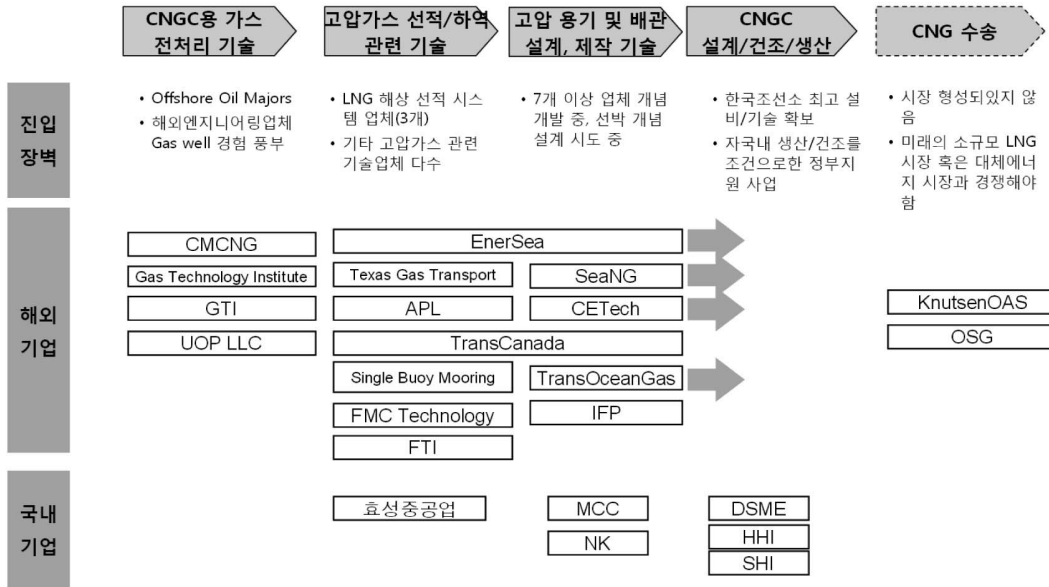 CNGC용 가스
전처리 기술
고압가스 선적/하역
관련 기술
고압 용기 및 배관
설계, 제작 기술
CNGC
설계/건조/생산
CNG 수송
진입
장벽
• Offshore Oil Majors
• 해외엔지니어링업체
Gas well 경험 풍부
• LNG 해상 선적 시스
템 업체(3개)
• 기타 고압가스 관련
기술업체 다수
• 7개 이상 업체 개념
개발 중, 선박 개념
설계 시도 중
• 한국조선소 최고 설
비/기술 확보
• 자국내 생산/건조를
조건으로한 정부지
원 사업
• 시장 형성되있지 않
음
• 미래의 소규모 LNG
시장 혹은 대체에너
지 시장과 경쟁해야
함
해외
기업
CMCNG
Gas Technology Institute
GTI
UOP LLC
EnerSea
Texas Gas Transport
SeaNG
APL
CETech
TransCanada
Single Buoy Mooring
TransOceanGas
FMC Technology
IFP
FTI
KnutsenOAS
OSG
국내
기업
효성중공업
MCC
NK
DSME
HHI
SHI